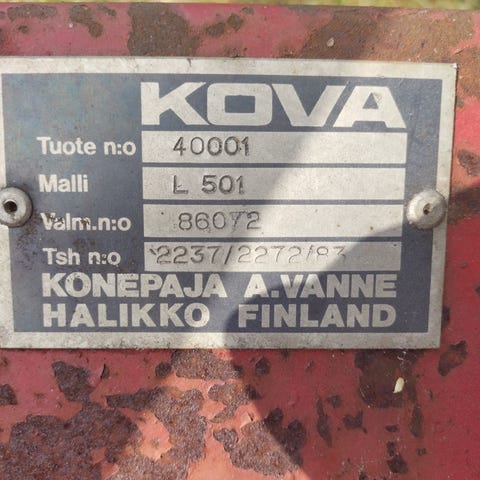 KOVA
Tuote n:o 40001
Malli L 501
Valm.n:o 86072
Tsh n:o 2237/2272/83
KONEPAJA A.VANNE
HALIKKO FINLAND